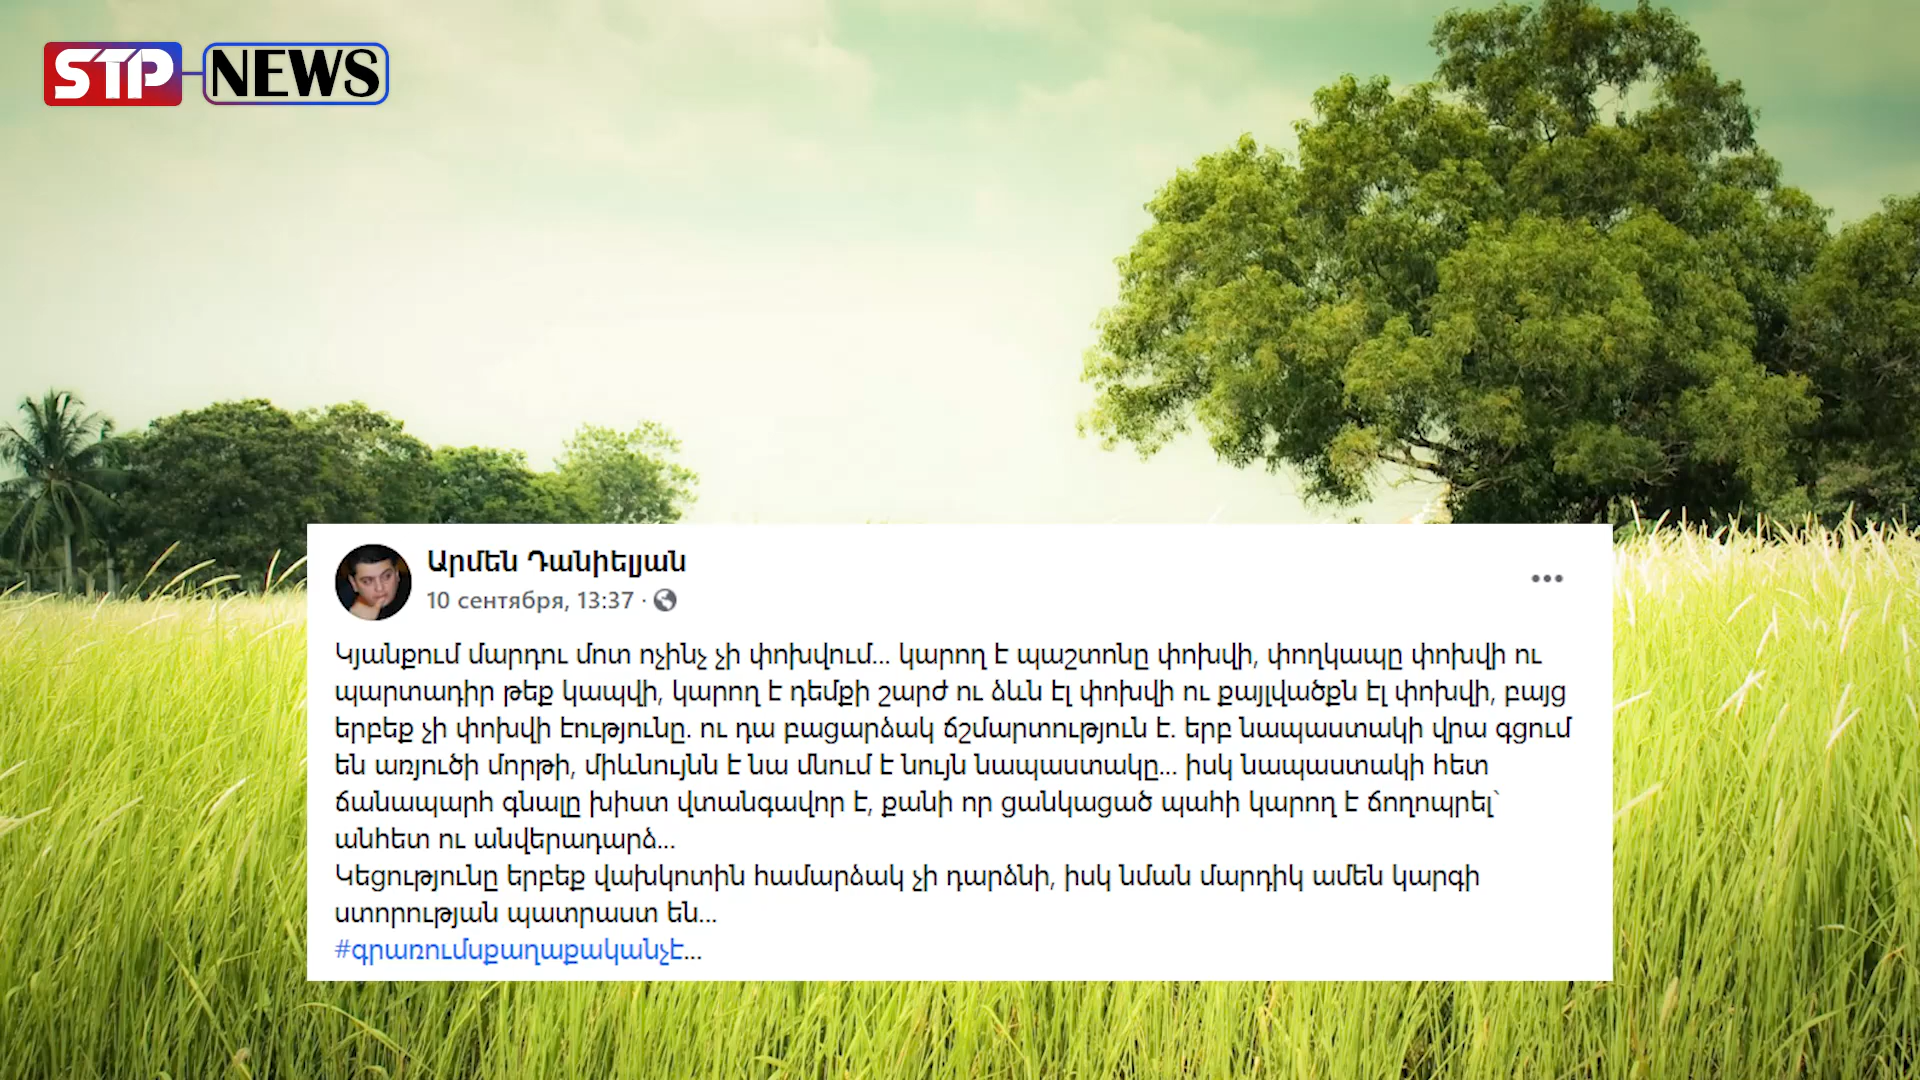 STP NEWS
Արմեն Դանիելյան
10 сентября, 13:37 ·
Կյանքում մարդու մոտ ոչինչ չի փոխվում... կարող է պաշտոնը փոխվի, փողկապը փոխվի ու
պարտադիր թեք կապվի, կարող է դեմքի շարժ ու ձևն էլ փոխվի ու քայլվածքն էլ փոխվի, բայց
երբեք չի փոխվի էությունը. ու դա բացարձակ ճշմարտություն է. երբ նապաստակի վրա գցում
են առյուծի մորթի, միևնույնն է նա մնում է նույն նապաստակը... իսկ նապաստակի հետ
ճանապարհ գնալը խիստ վտանգավոր է, քանի որ ցանկացած պահի կարող է ճողոպրել՝
անհետ ու անվերադարձ...
Կեցությունը երբեք վախկոտին համարձակ չի դարձնի, իսկ նման մարդիկ ամեն կարգի
ստորության պատրաստ են...
#գրառումսքաղաքականչէ...